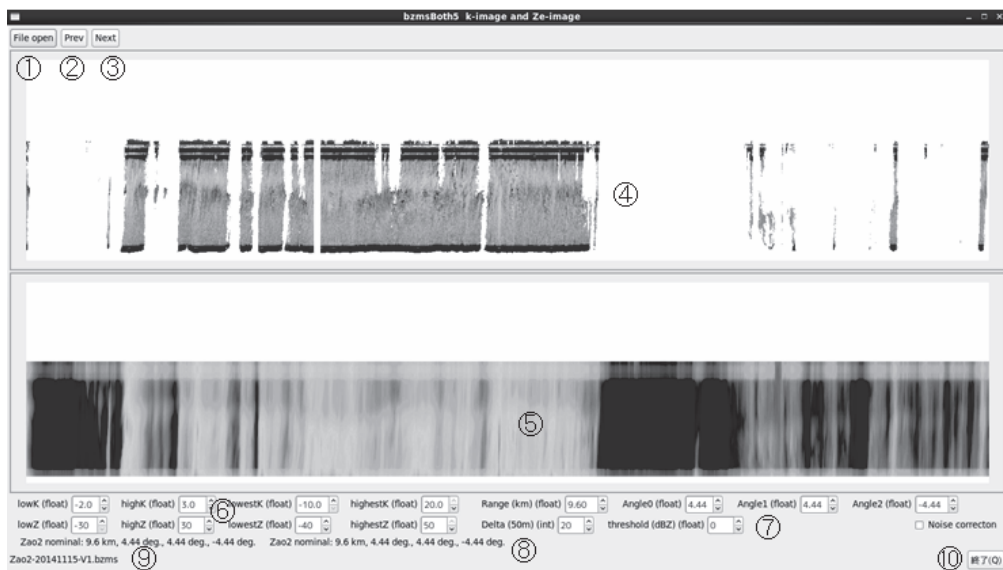 bzmsBoth5 k-image and Ze-image
File open Prev Next
① ② ③
④
⑤
lowK (float) -2.0 highK (float) 3.0 lowestK (float) -10.0 highestK (float) 20.0 Range (km) (float) 9.60 Angle0 (float) 4.44 Angle1 (float) 4.44 Angle2 (float) -4.44
⑥
lowZ (float) -30 highZ (float) 30 lowestZ (float) -40 highestZ (float) 50 Delta (50m) (int) 20 threshold (dBZ) (float) 0 ⑦ Noise correcton
Zao2 nominal: 9.6 km, 4.44 deg., 4.44 deg., -4.44 deg. Zao2 nominal: 9.6 km, 4.44 deg., 4.44 deg., -4.44 deg. ⑧
Zao2-20141115-V1.bzms ⑨ ⑩ 終了(Q)